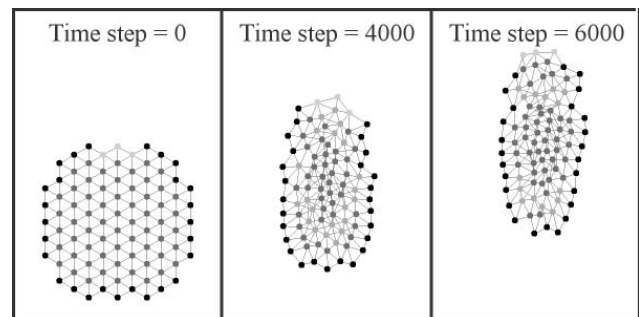 Time step = 0
Time step = 4000
Time step = 6000